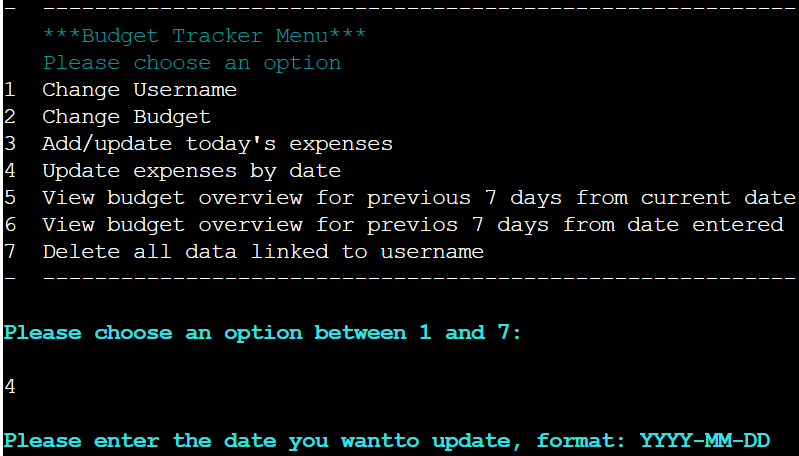 -  ----------------------------------------------------------
***Budget Tracker Menu***
Please choose an option
1  Change Username
2  Change Budget
3  Add/update today's expenses
4  Update expenses by date
5  View budget overview for previous 7 days from current date
6  View budget overview for previos 7 days from date entered
7  Delete all data linked to username
-  ----------------------------------------------------------
Please choose an option between 1 and 7:
4
Please enter the date you wantto update, format: YYYY-MM-DD